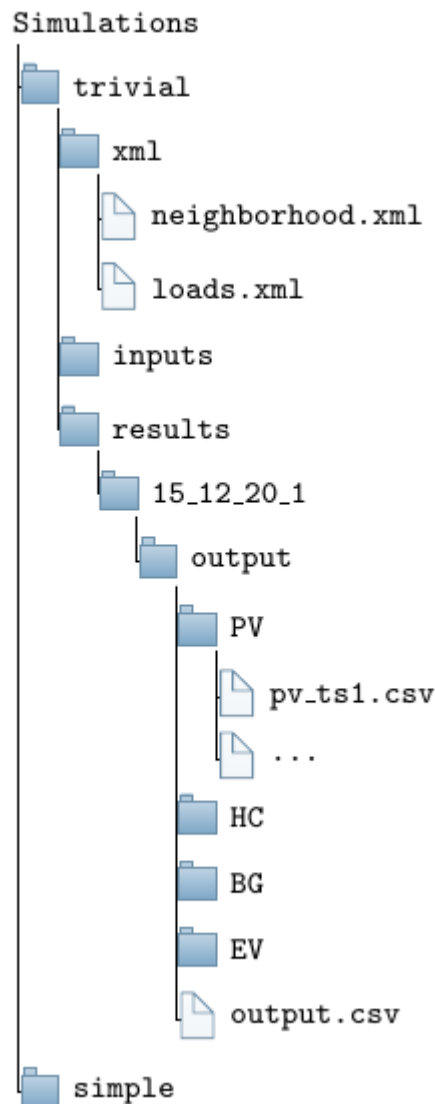 Simulations
trivial
xml
neighborhood.xml
loads.xml
inputs
results
15_12_20_1
output
PV
pv_ts1.csv
...
HC
BG
EV
output.csv
simple